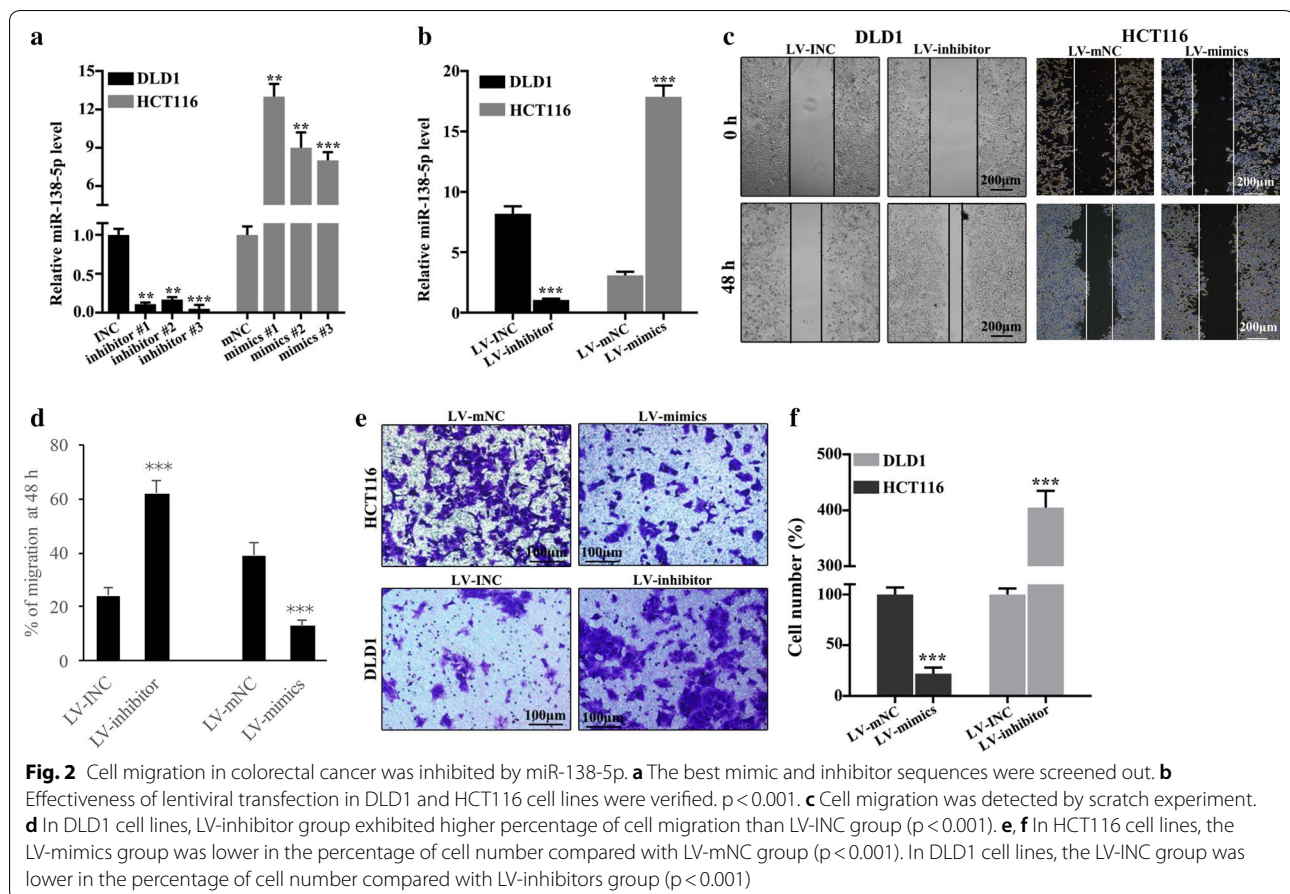 a
15
12
9
6
1.0
0.5
0.0
Relative miR-138-5p level
DLD1
HCT116
**
**
***
**
**
***
INC
inhibitor #1
inhibitor #2
inhibitor #3
mNC
mimics #1
mimics #2
mimics #3
b
20
15
10
5
0
Relative miR-138-5p level
DLD1
HCT116
***
***
LV-INC
LV-inhibitor
LV-mNC
LV-mimics
c
DLD1
HCT116
LV-INC
LV-inhibitor
LV-mNC
LV-mimics
0 h
200μm
200μm
48 h
200μm
200μm
d
80
60
40
20
0
% of migration at 48 h
***
***
LV-INC
LV-inhibitor
LV-mNC
LV-mimics
e
LV-mNC
LV-mimics
HCT116
100μm
100μm
LV-INC
LV-inhibitor
DLD1
100μm
100μm
f
500
400
300
100
50
0
Cell number (%)
DLD1
HCT116
***
***
LV-mNC
LV-mimics
LV-INC
LV-inhibitor
Fig. 2 Cell migration in colorectal cancer was inhibited by miR-138-5p. a The best mimic and inhibitor sequences were screened out. b
Effectiveness of lentiviral transfection in DLD1 and HCT116 cell lines were verified. p < 0.001. c Cell migration was detected by scratch experiment.
d In DLD1 cell lines, LV-inhibitor group exhibited higher percentage of cell migration than LV-INC group (p < 0.001). e, f In HCT116 cell lines, the
LV-mimics group was lower in the percentage of cell number compared with LV-mNC group (p < 0.001). In DLD1 cell lines, the LV-INC group was
lower in the percentage of cell number compared with LV-inhibitors group (p < 0.001)